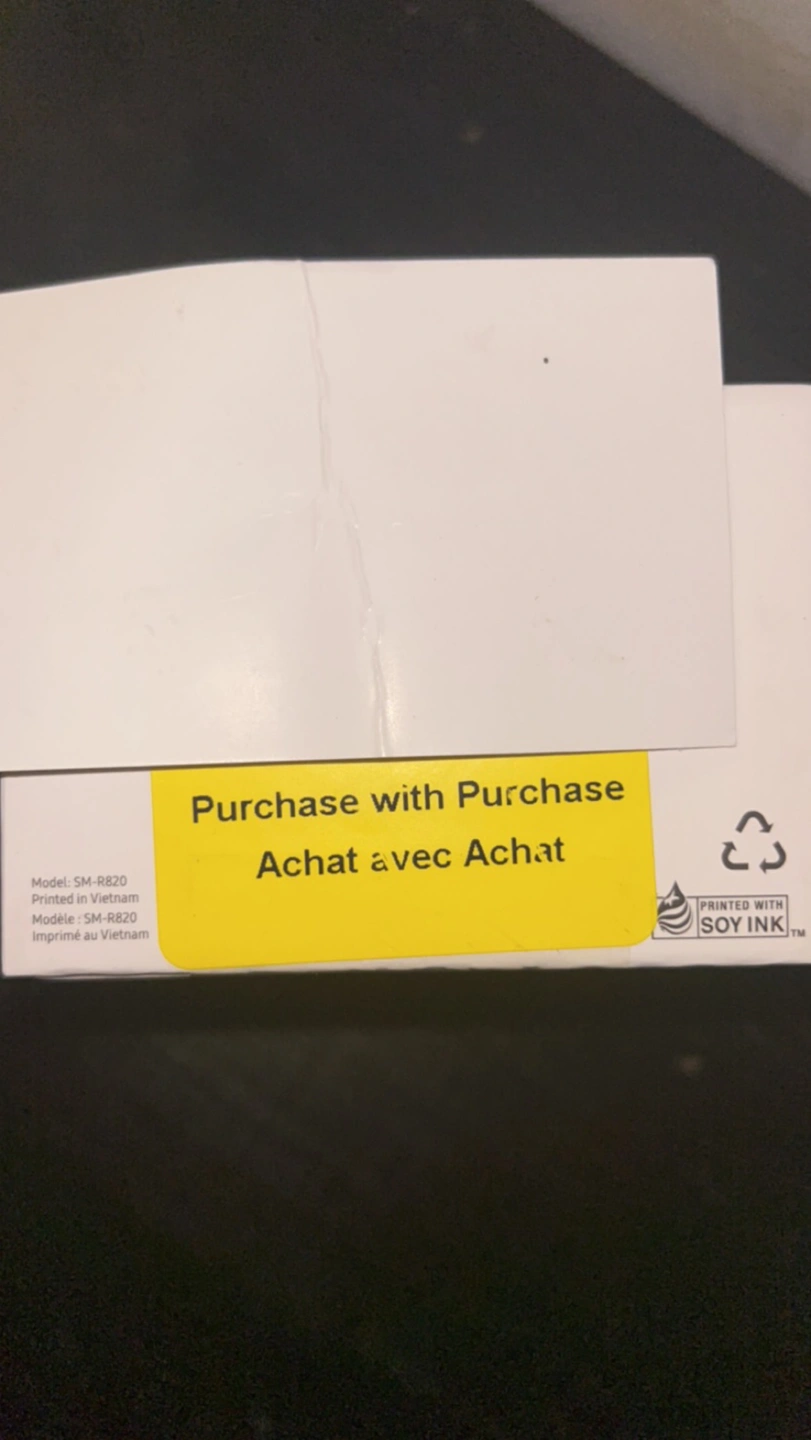 Purchase with Purchase
Achat avec Achat
Model: SM-R820
Printed in Vietnam
Modèle : SM-R820
Imprimé au Vietnam
PRINTED WITH
SOY INK TM